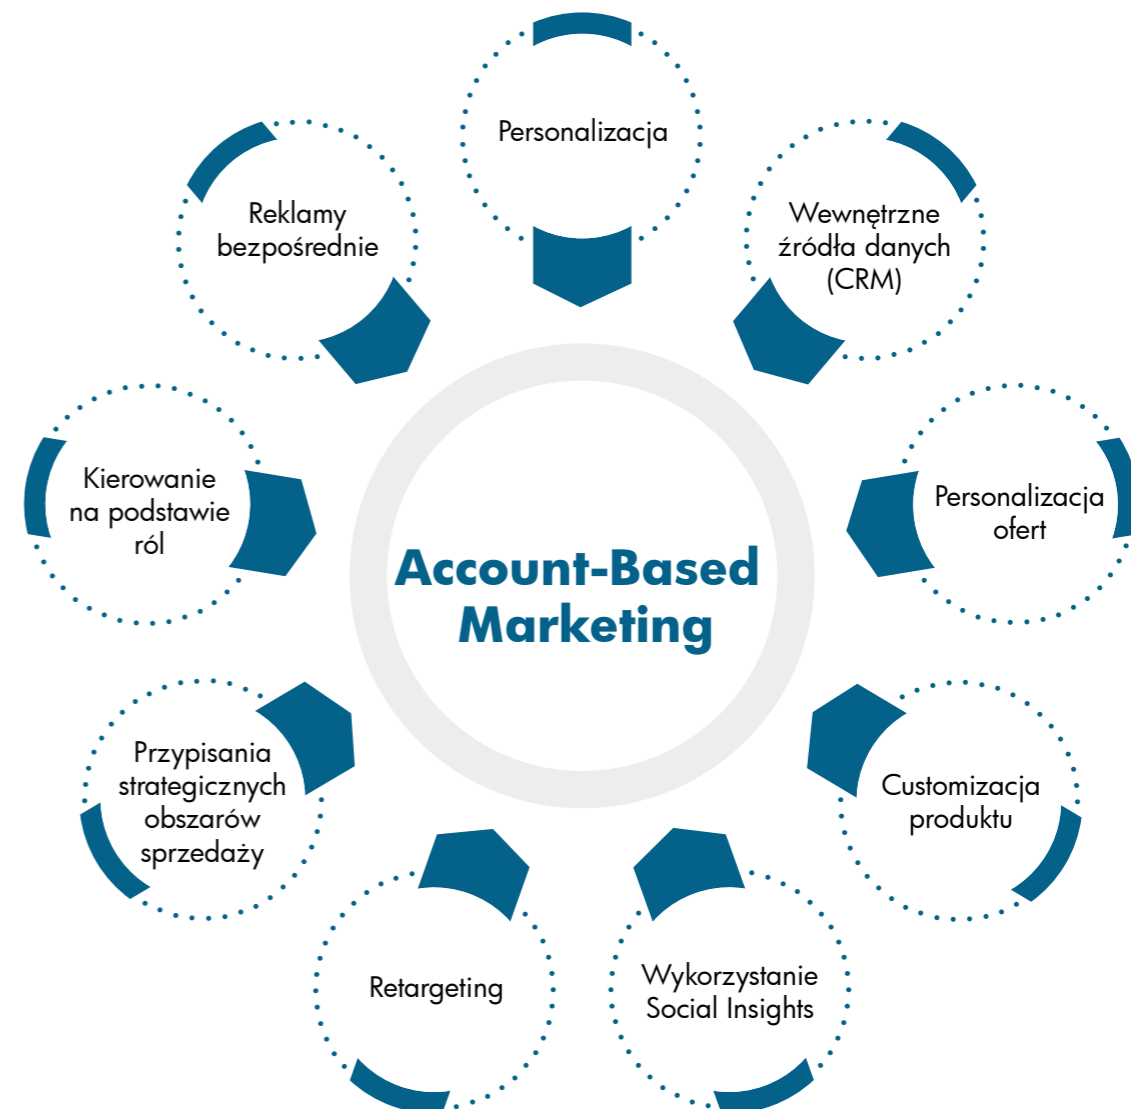 Personalizacja
Wewnętrzne
źródła danych
(CRM)
Personalizacja
ofert
Customizacja
produktu
Wykorzystanie
Social Insights
Retargeting
Przypisania
strategicznych
obszarów
sprzedaży
Kierowanie
na podstawie
ról
Reklamy
bezpośrednie
Account-Based
Marketing